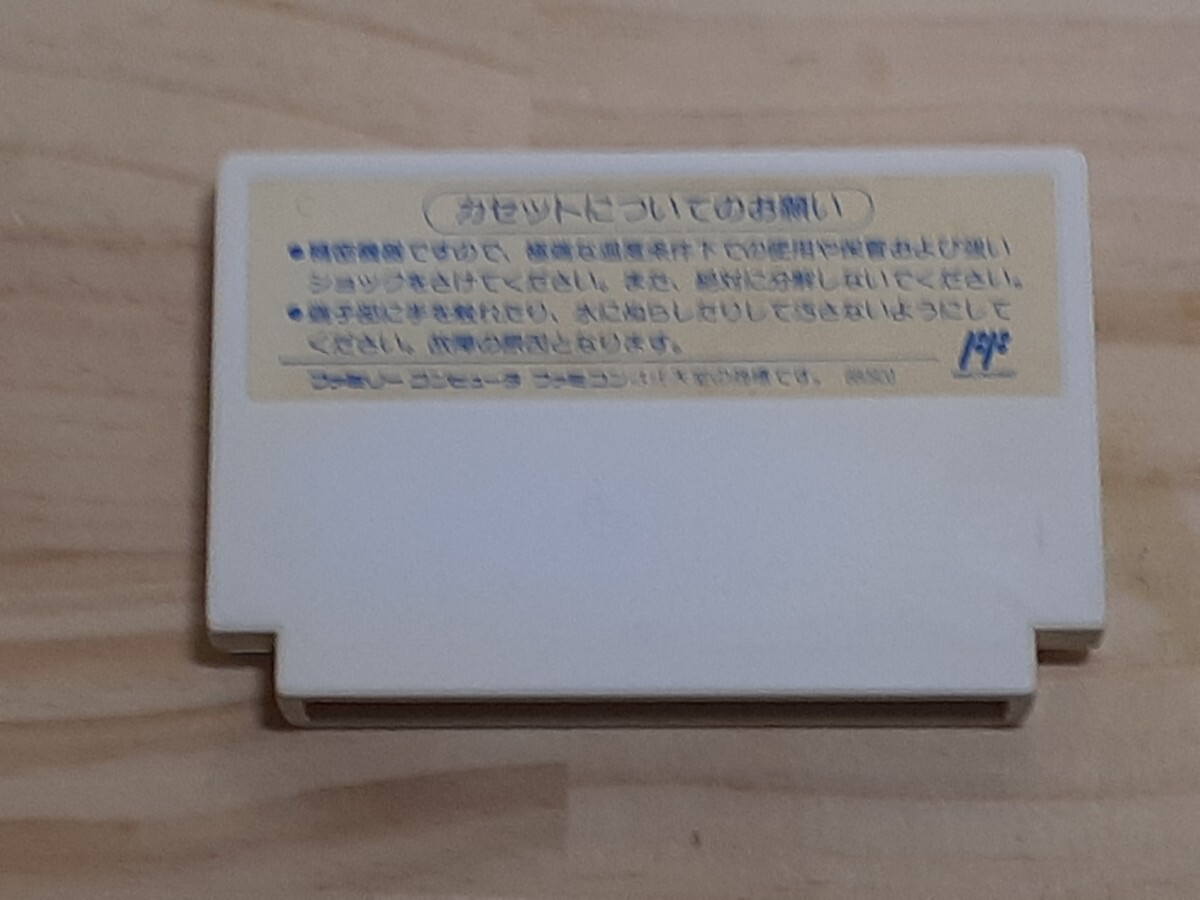 カセットについてのお願い
●精密機器ですので、極端な温度条件下での使用や保管および強い
ショックをさけてください。また、絶対に分解しないでください。
●端子部に手を触れたり、水に濡らしたりして汚さないようにして
ください。故障の原因となります。
ファミリーコンピュータ ファミコンは任天堂の商標です。